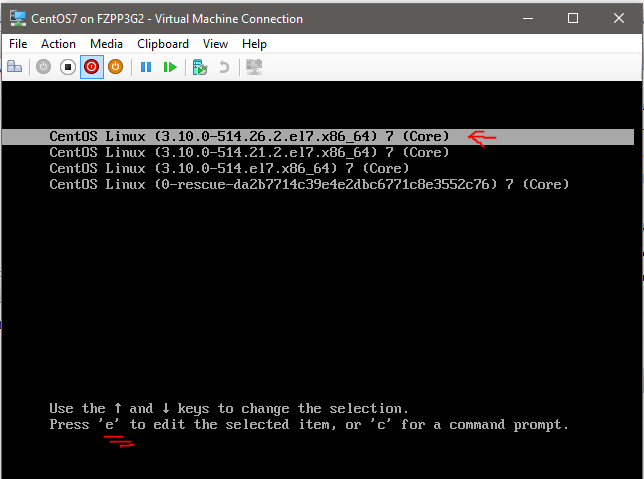 CentOS7 on FZPP3G2 - Virtual Machine Connection
File Action Media Clipboard View Help
CentOS Linux (3.10.0-514.26.2.el7.x86_64) 7 (Core)
CentOS Linux (3.10.0-514.21.2.el7.x86_64) 7 (Core)
CentOS Linux (3.10.0-514.el7.x86_64) 7 (Core)
CentOS Linux (0-rescue-da2b7714c39e4e2dbc6771c8e3552c76) 7 (Core)
Use the ↑ and ↓ keys to change the selection.
Press 'e' to edit the selected item, or 'c' for a command prompt.